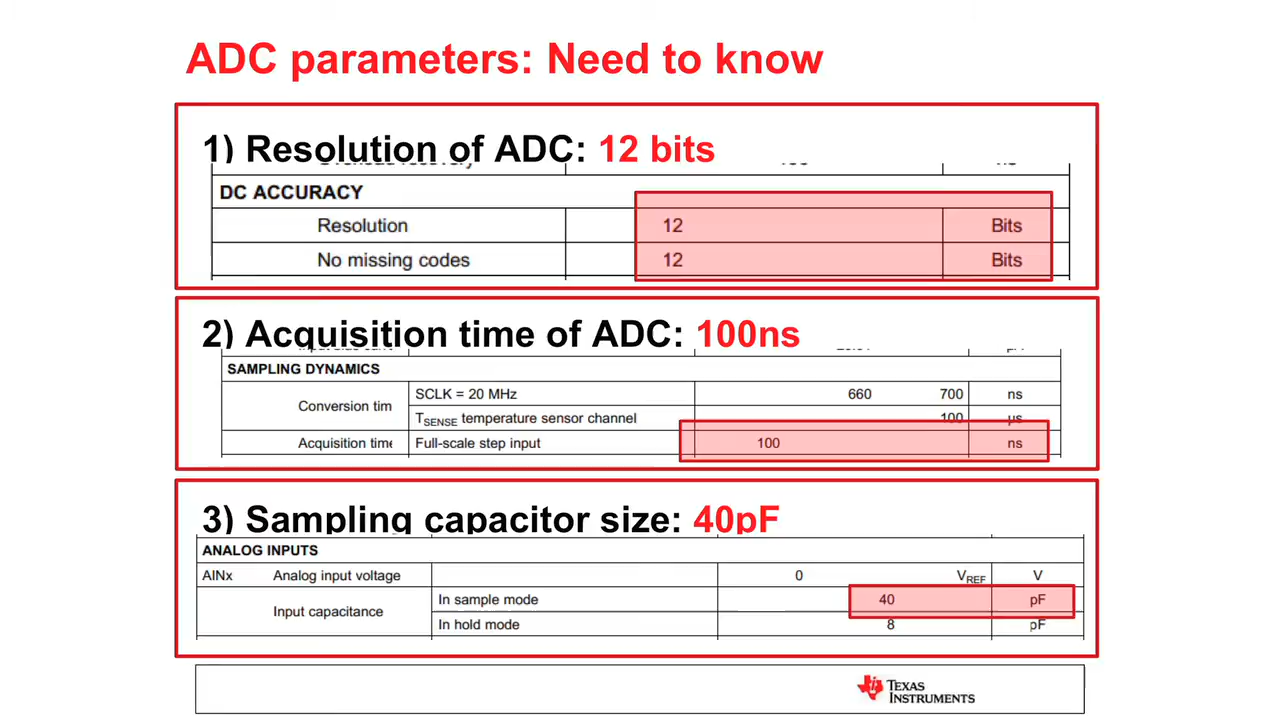 ADC parameters: Need to know
1) Resolution of ADC: 12 bits
DC ACCURACY
Resolution 12 Bits
No missing codes 12 Bits
2) Acquisition time of ADC: 100ns
SAMPLING DYNAMICS
Conversion tim SCLK = 20 MHz 660 700 ns
TSENSE temperature sensor channel 100 µs
Acquisition time Full-scale step input 100 ns
3) Sampling capacitor size: 40pF
ANALOG INPUTS
AINx Analog input voltage 0 VREF V
Input capacitance In sample mode 40 pF
In hold mode 8 pF
TEXAS
INSTRUMENTS